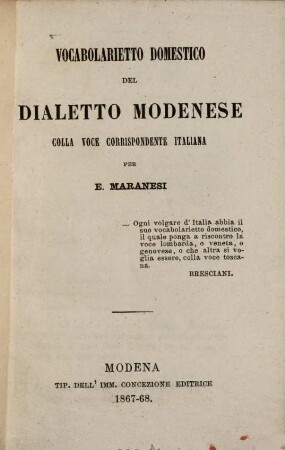 VOCABOLARIETTO DOMESTICO
DEL
DIALETTO MODENESE
COLLA VOCE CORRISPONDENTE ITALIANA
PER
E. MARANESI
— Ogni volgare d' Italia abbia il
suo vocabolarietto domestico,
il quale ponga a riscontro la
voce lombarda, o veneta, o
genovese, o che altra si vo-
glia essere, colla voce tosca-
na.
BRESCIANI.
MODENA
TIP. DELL' IMM. CONCEZIONE EDITRICE
1867-68.